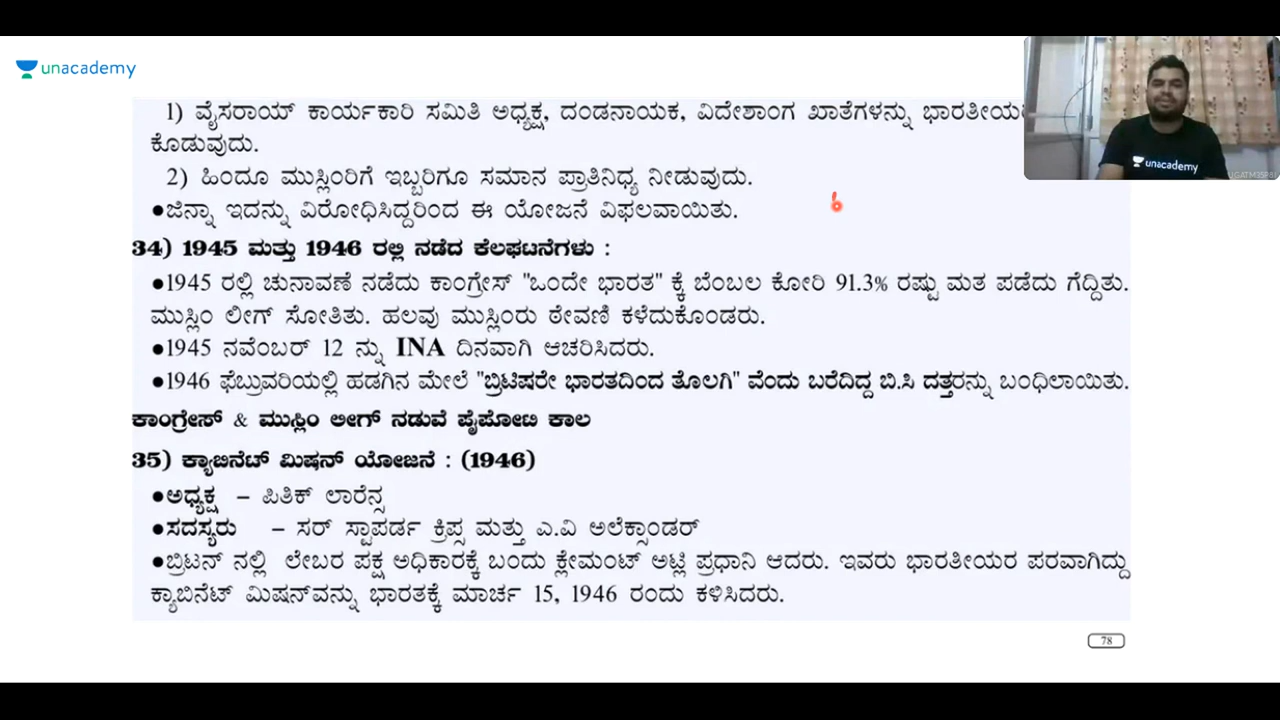 unacademy
1) ವೈಸರಾಯ್ ಕಾರ್ಯಕಾರಿ ಸಮಿತಿ ಅಧ್ಯಕ್ಷ, ದಂಡನಾಯಕ, ವಿದೇಶಾಂಗ ಖಾತೆಗಳನ್ನು
ಕೊಡುವುದು.
unacademy
2) ಹಿಂದೂ ಮುಸ್ಲಿಂರಿಗೆ ಇಬ್ಬರಿಗೂ ಸಮಾನ ಪ್ರಾತಿನಿಧ್ಯ ನೀಡುವುದು.
●ಜಿನ್ನಾ ಇದನ್ನು ವಿರೋಧಿಸಿದ್ದರಿಂದ ಈ ಯೋಜನೆ ವಿಫಲವಾಯಿತು.
34) 1945 ಮತ್ತು 1946 ರಲ್ಲಿ ನಡೆದ ಕೆಲಘಟನೆಗಳು :
●1945 ರಲ್ಲಿ ಚುನಾವಣೆ ನಡೆದು ಕಾಂಗ್ರೇಸ್ "ಒಂದೇ ಭಾರತ" ಕ್ಕೆ ಬೆಂಬಲ ಕೋರಿ 91.3% ರಷ್ಟು ಮತ ಪಡೆದು ಗೆದ್ದಿತು.
ಮುಸ್ಲಿಂ ಲೀಗ್ ಸೋತಿತು. ಹಲವು ಮುಸ್ಲಿಂರು ಠೇವಣಿ ಕಳೆದುಕೊಂಡರು.
●1945 ನವೆಂಬರ್ 12 ನ್ನು INA ದಿನವಾಗಿ ಆಚರಿಸಿದರು.
●1946 ಫೆಬ್ರುವರಿಯಲ್ಲಿ ಹಡಗಿನ ಮೇಲೆ "ಬ್ರಿಟಿಷರೇ ಭಾರತದಿಂದ ತೊಲಗಿ" ವೆಂದು ಬರೆದಿದ್ದ ಬಿ.ಸಿ ದತ್ತರನ್ನು ಬಂಧಿಲಾಯಿತು.
ಕಾಂಗ್ರೇಸ್ & ಮುಸ್ಲಿಂ ಲೀಗ್ ನಡುವೆ ಪೈಪೋಟಿ ಕಾಲ
35) ಕ್ಯಾಬಿನೆಟ್ ಮಿಷನ್ ಯೋಜನೆ : (1946)
●ಅಧ್ಯಕ್ಷ – ಪಿತಿಕ್ ಲಾರೆನ್ಸ
●ಸದಸ್ಯರು – ಸರ್ ಸ್ಟಾಪರ್ಡ ಕ್ರಿಪ್ಸ ಮತ್ತು ಎ.ವಿ ಅಲೆಕ್ಸಾಂಡರ್
●ಬ್ರಿಟನ್ ನಲ್ಲಿ ಲೇಬರ ಪಕ್ಷ ಅಧಿಕಾರಕ್ಕೆ ಬಂದು ಕ್ಲೇಮಂಟ್ ಅಟ್ಲಿ ಪ್ರಧಾನಿ ಆದರು. ಇವರು ಭಾರತೀಯರ ಪರವಾಗಿದ್ದು
ಕ್ಯಾಬಿನೆಟ್ ಮಿಷನ್‌ವನ್ನು ಭಾರತಕ್ಕೆ ಮಾರ್ಚ 15, 1946 ರಂದು ಕಳಿಸಿದರು.
78